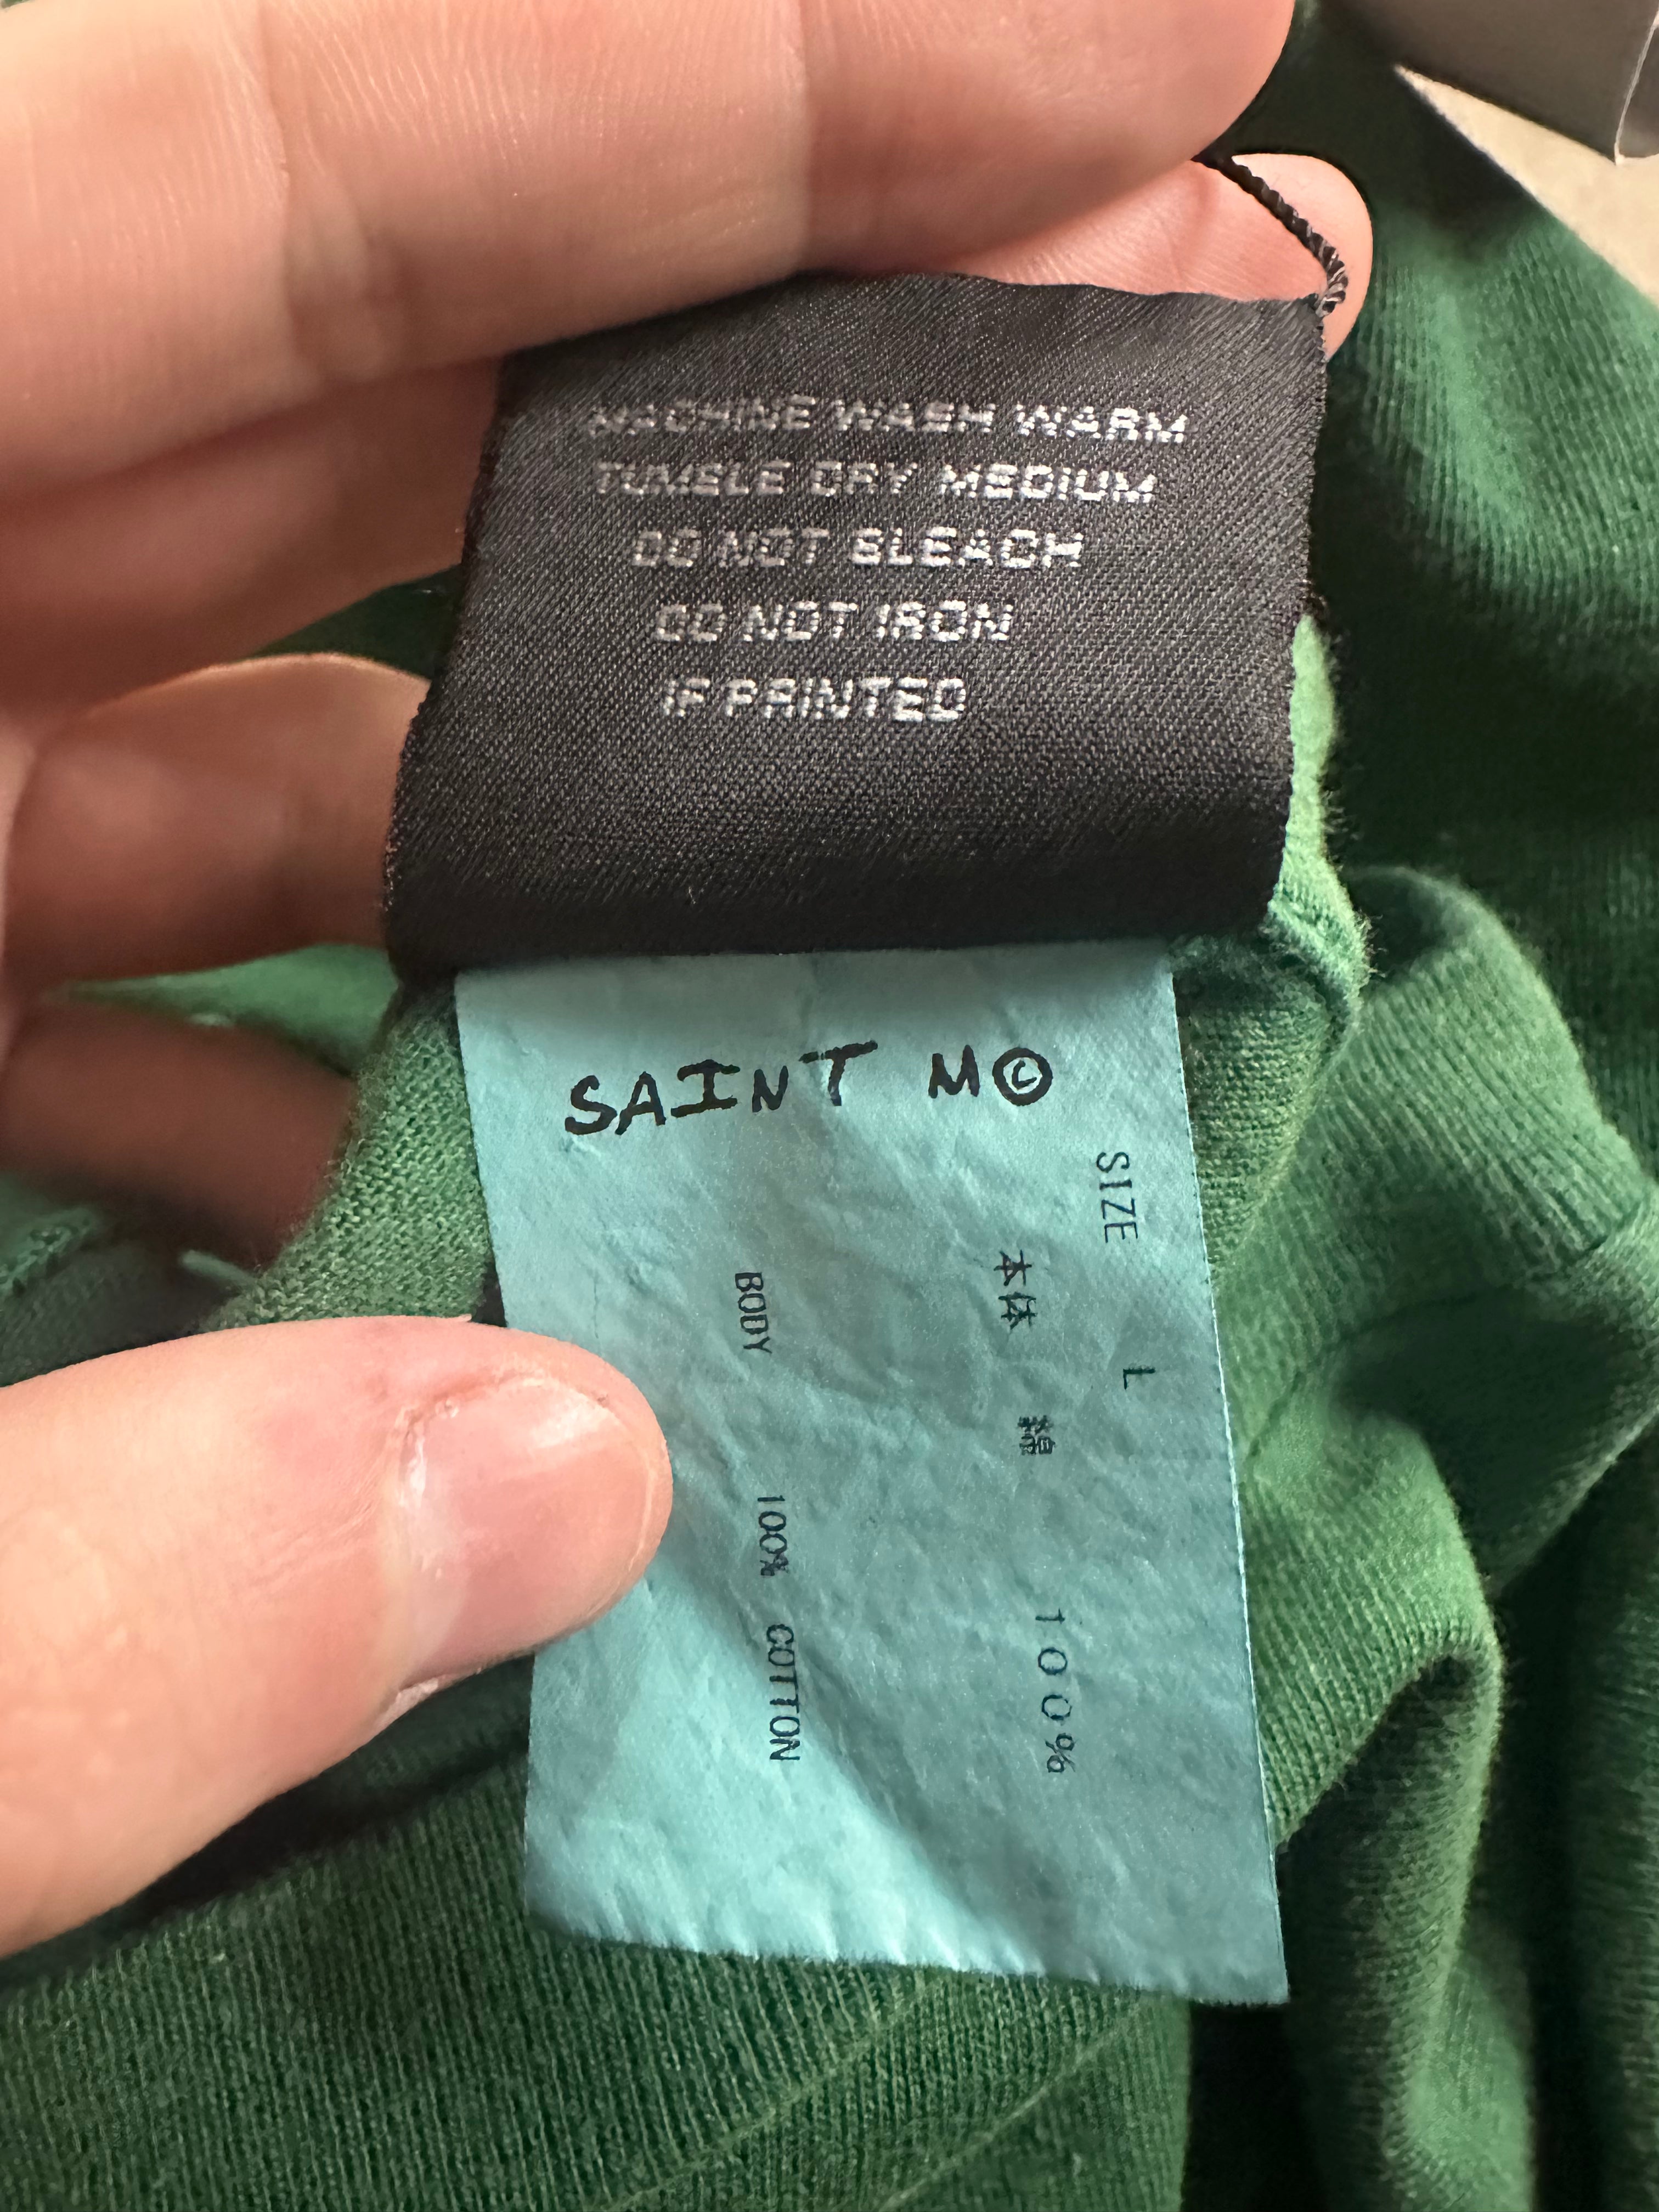 MACHINE WASH WARM
TUMBLE DRY MEDIUM
DO NOT BLEACH
DO NOT IRON
IF PRINTED
SAINT M©
SIZE L
本体 綿 100%
BODY 100% COTTON